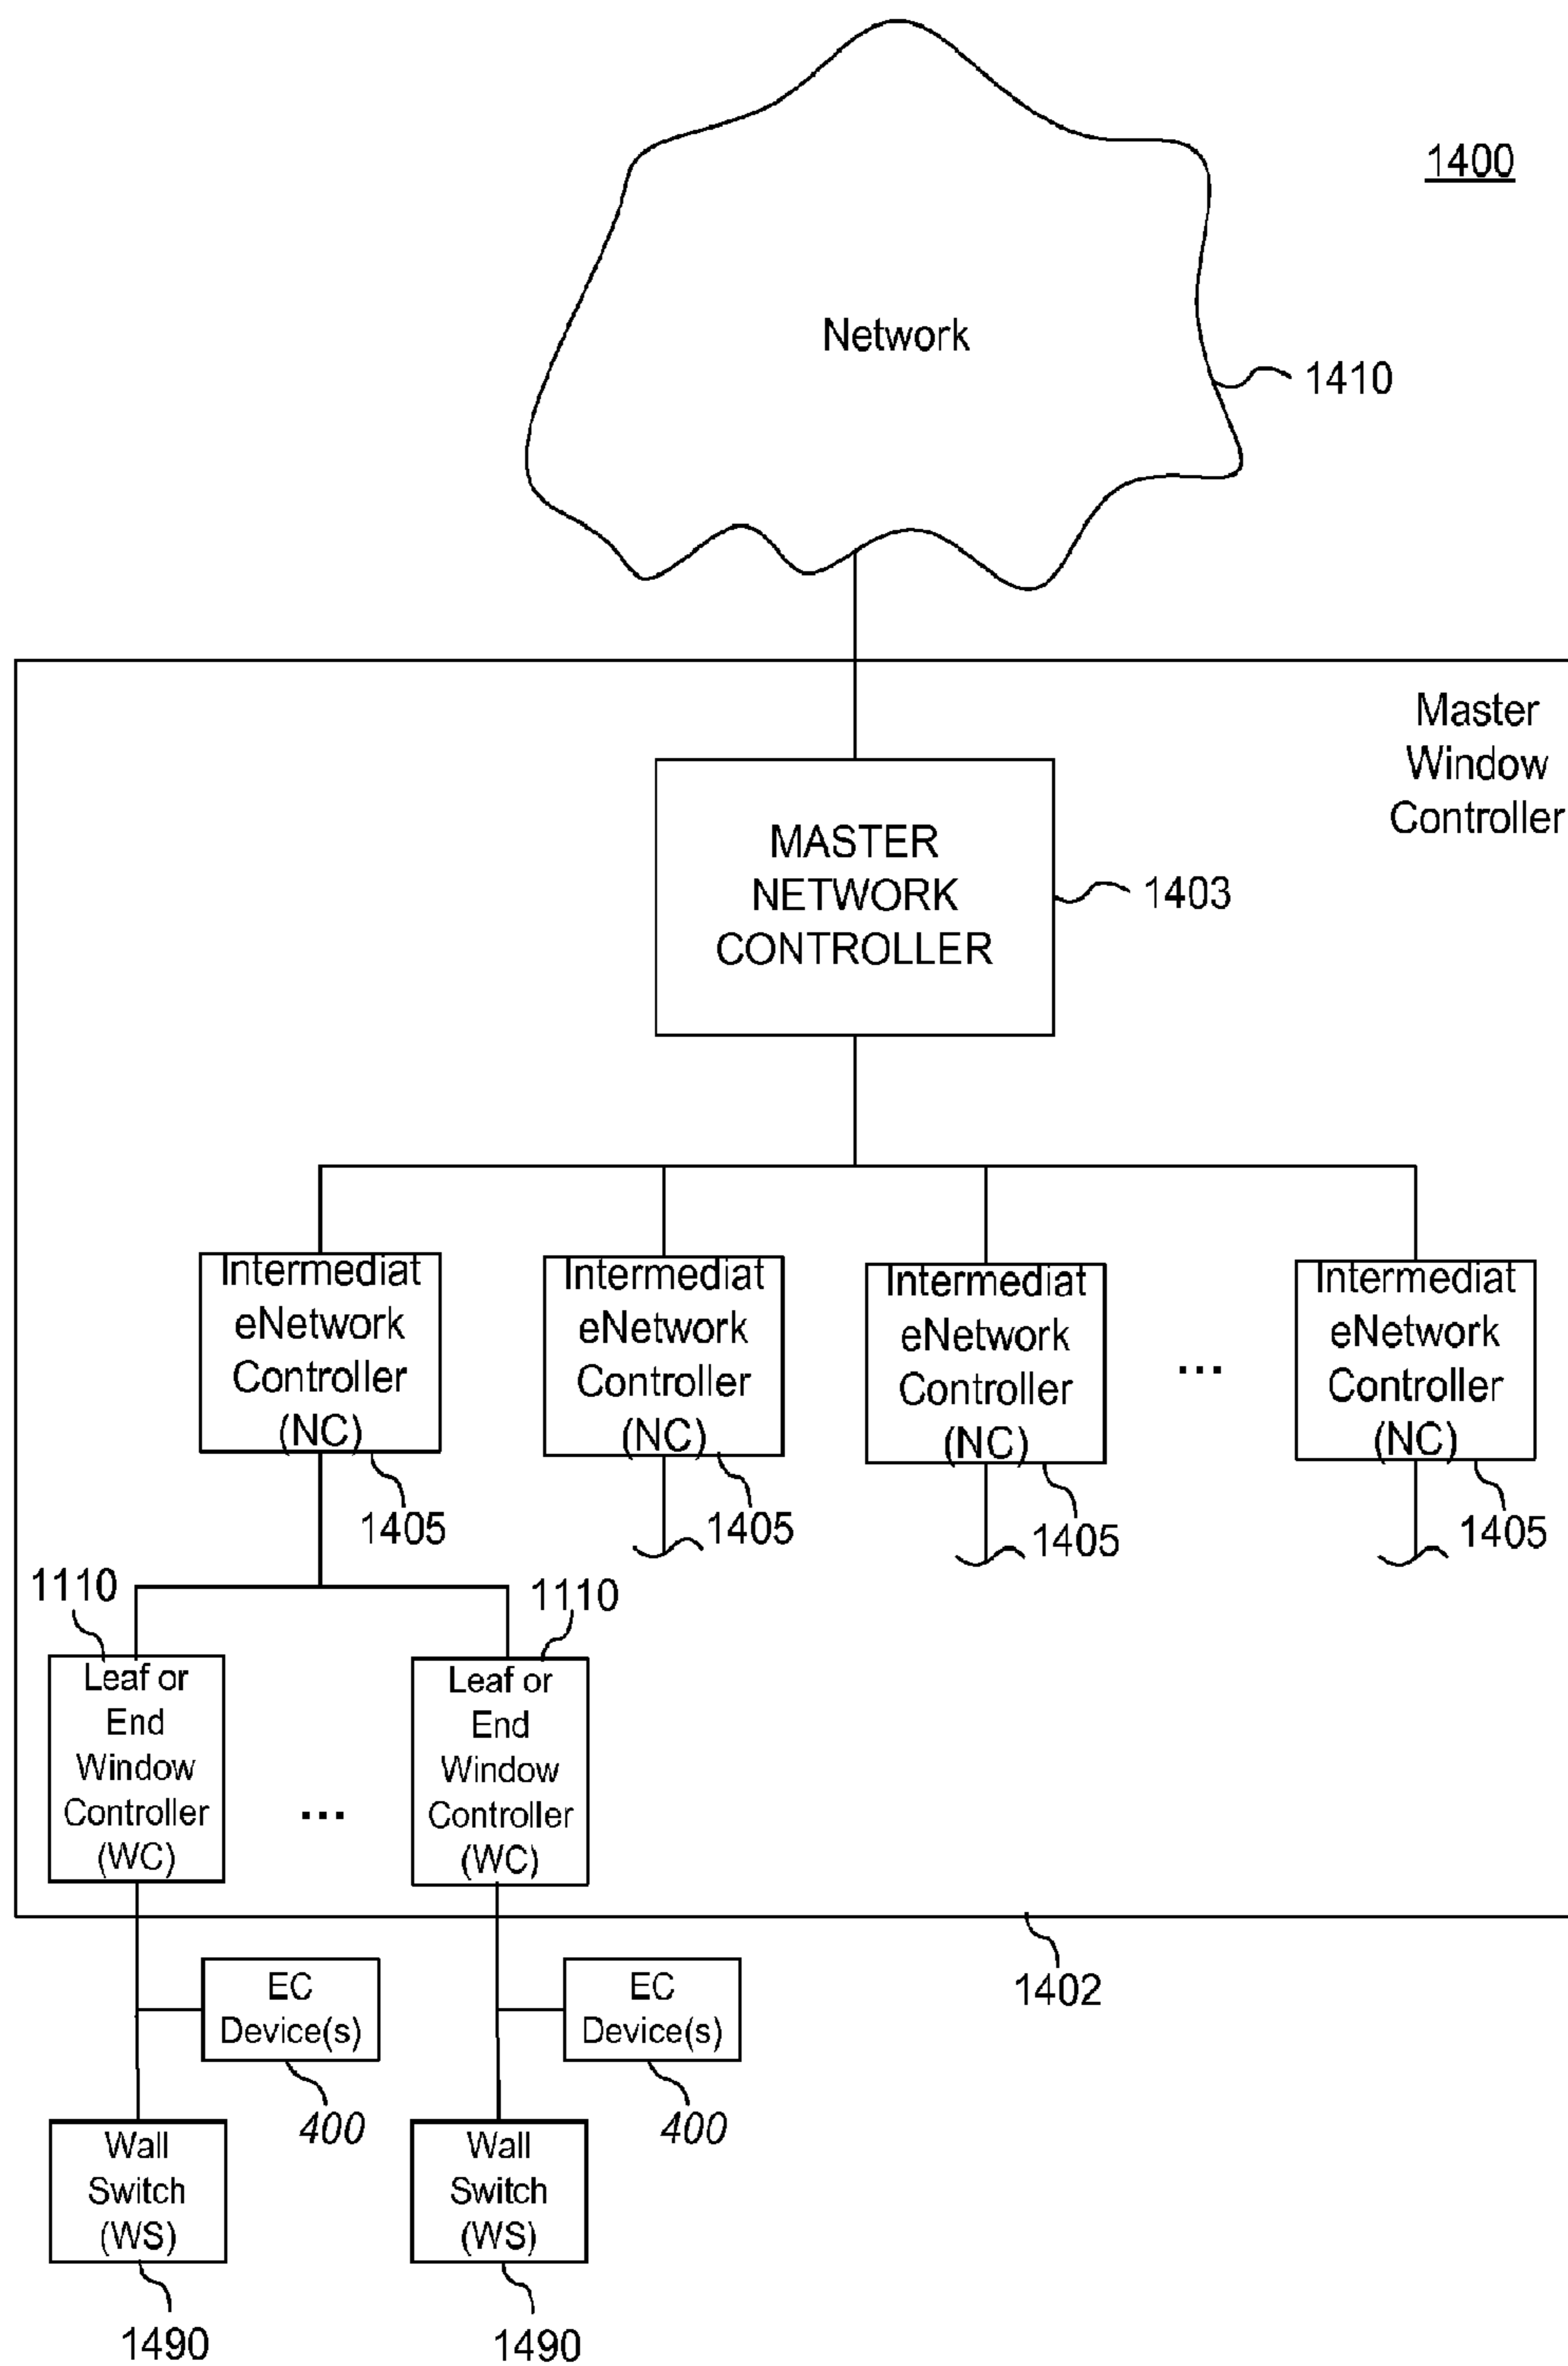 1400
Network
1410
Master
Window
Controller
MASTER
NETWORK
CONTROLLER
1403
Intermediat
eNetwork
Controller
(NC)
1405
Intermediat
eNetwork
Controller
(NC)
1405
Intermediat
eNetwork
Controller
(NC)
1405
...
Intermediat
eNetwork
Controller
(NC)
1405
1110
Leaf or
End
Window
Controller
(WC)
...
1110
Leaf or
End
Window
Controller
(WC)
1402
EC
Device(s)
400
EC
Device(s)
400
Wall
Switch
(WS)
1490
Wall
Switch
(WS)
1490